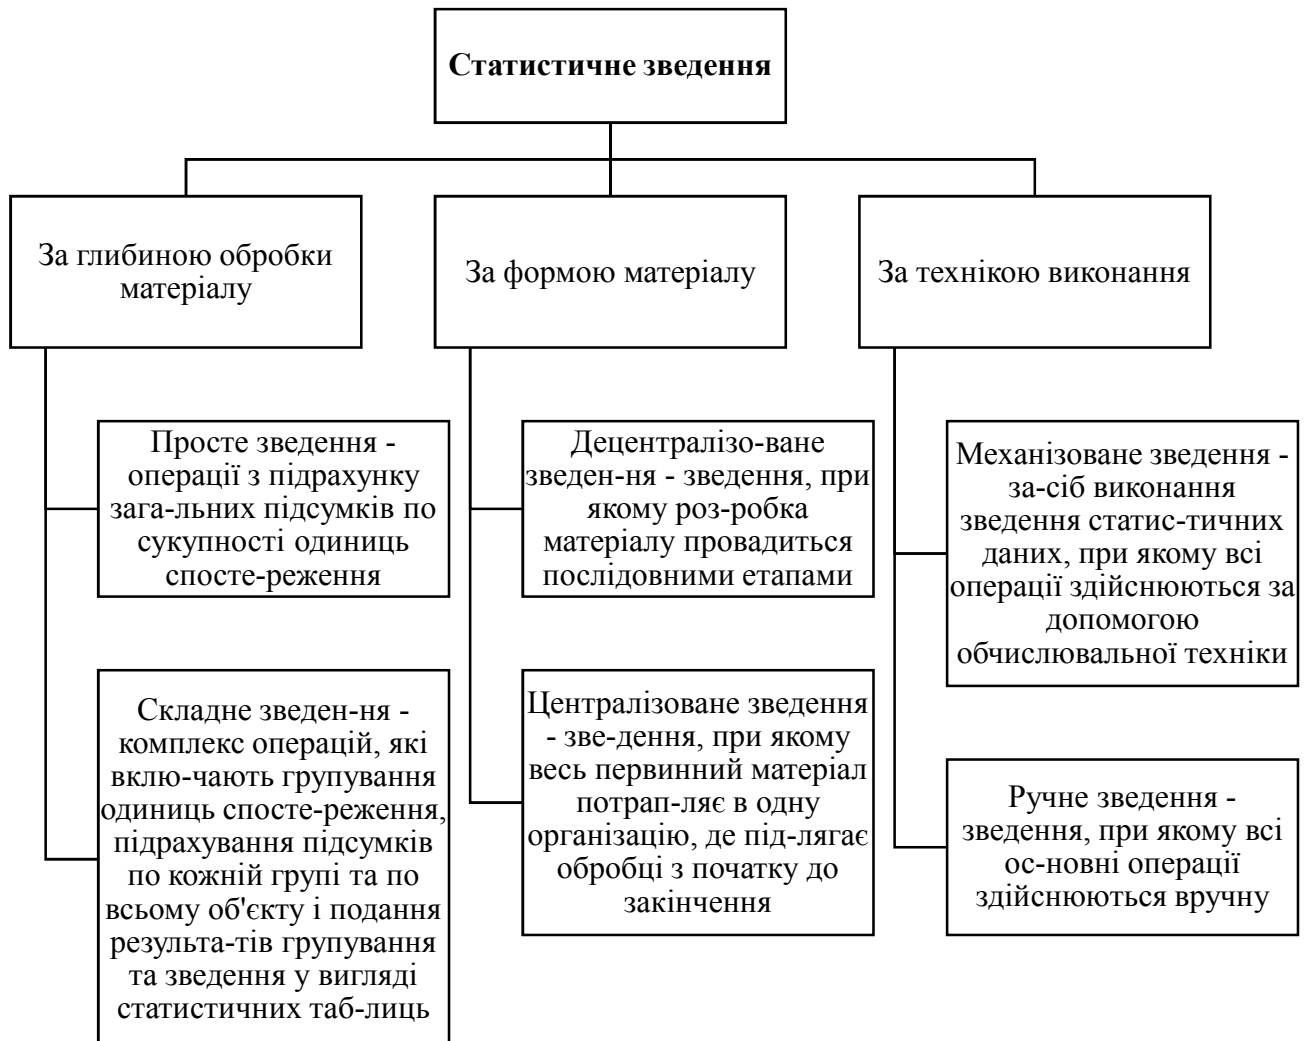 Статистичне зведення
За глибиною обробки
матеріалу
За формою матеріалу
За технікою виконання
Просте зведення -
операції з підрахунку
зага-льних підсумків по
сукупності одиниць
спосте-реження
Складне зведен-ня -
комплекс операцій, які
вклю-чають групування
одиниць спосте-реження,
підрахування підсумків
по кожній групі та по
всьому об'єкту і подання
результа-тів групування
та зведення у вигляді
статистичних таб-лиць
Децентралізо-ване
зведен-ня - зведення, при
якому роз-робка
матеріалу провадиться
послідовними етапами
Централізоване зведення
- зве-дення, при якому
весь первинний матеріал
потрап-ляє в одну
організацію, де під-лягає
обробці з початку до
закінчення
Механізоване зведення -
за-сіб виконання
зведення статис-тичних
даних, при якому всі
операції здійснюються за
допомогою
обчислювальної техніки
Ручне зведення -
зведення, при якому всі
ос-новні операції
здійснюються вручну